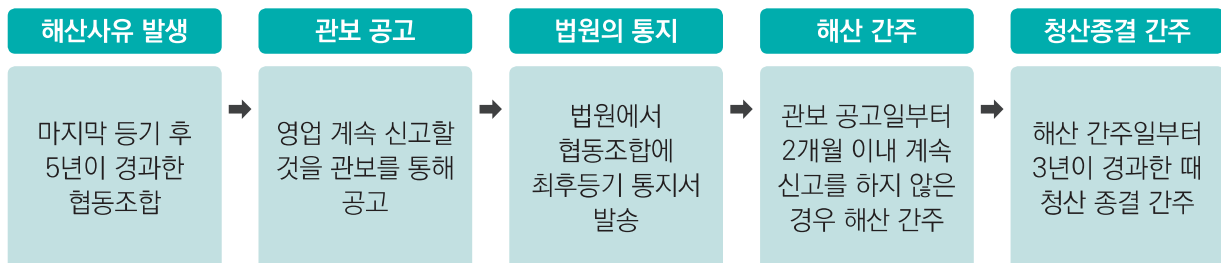 해산사유 발생
마지막 등기 후
5년이 경과한
협동조합
관보 공고
영업 계속 신고할
것을 관보를 통해
공고
법원의 통지
법원에서
협동조합에
최후등기 통지서
발송
해산 간주
관보 공고일부터
2개월 이내 계속
신고를 하지 않은
경우 해산 간주
청산종결 간주
해산 간주일부터
3년이 경과한 때
청산 종결 간주